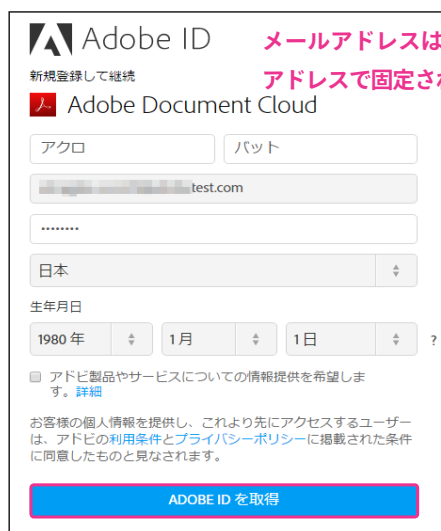 Adobe ID
メールアドレスは
新規登録して継続
アドレスで固定さ
Adobe Document Cloud
アクロ バット
test.com
........
日本
生年月日
1980 年 1月 1日 ?
アドビ製品やサービスについての情報提供を希望しま
す。詳細
お客様の個人情報を提供し、これより先にアクセスするユーザー
は、アドビの利用条件とプライバシーポリシーに掲載された条件
に同意したものと見なされます。
ADOBE ID を取得